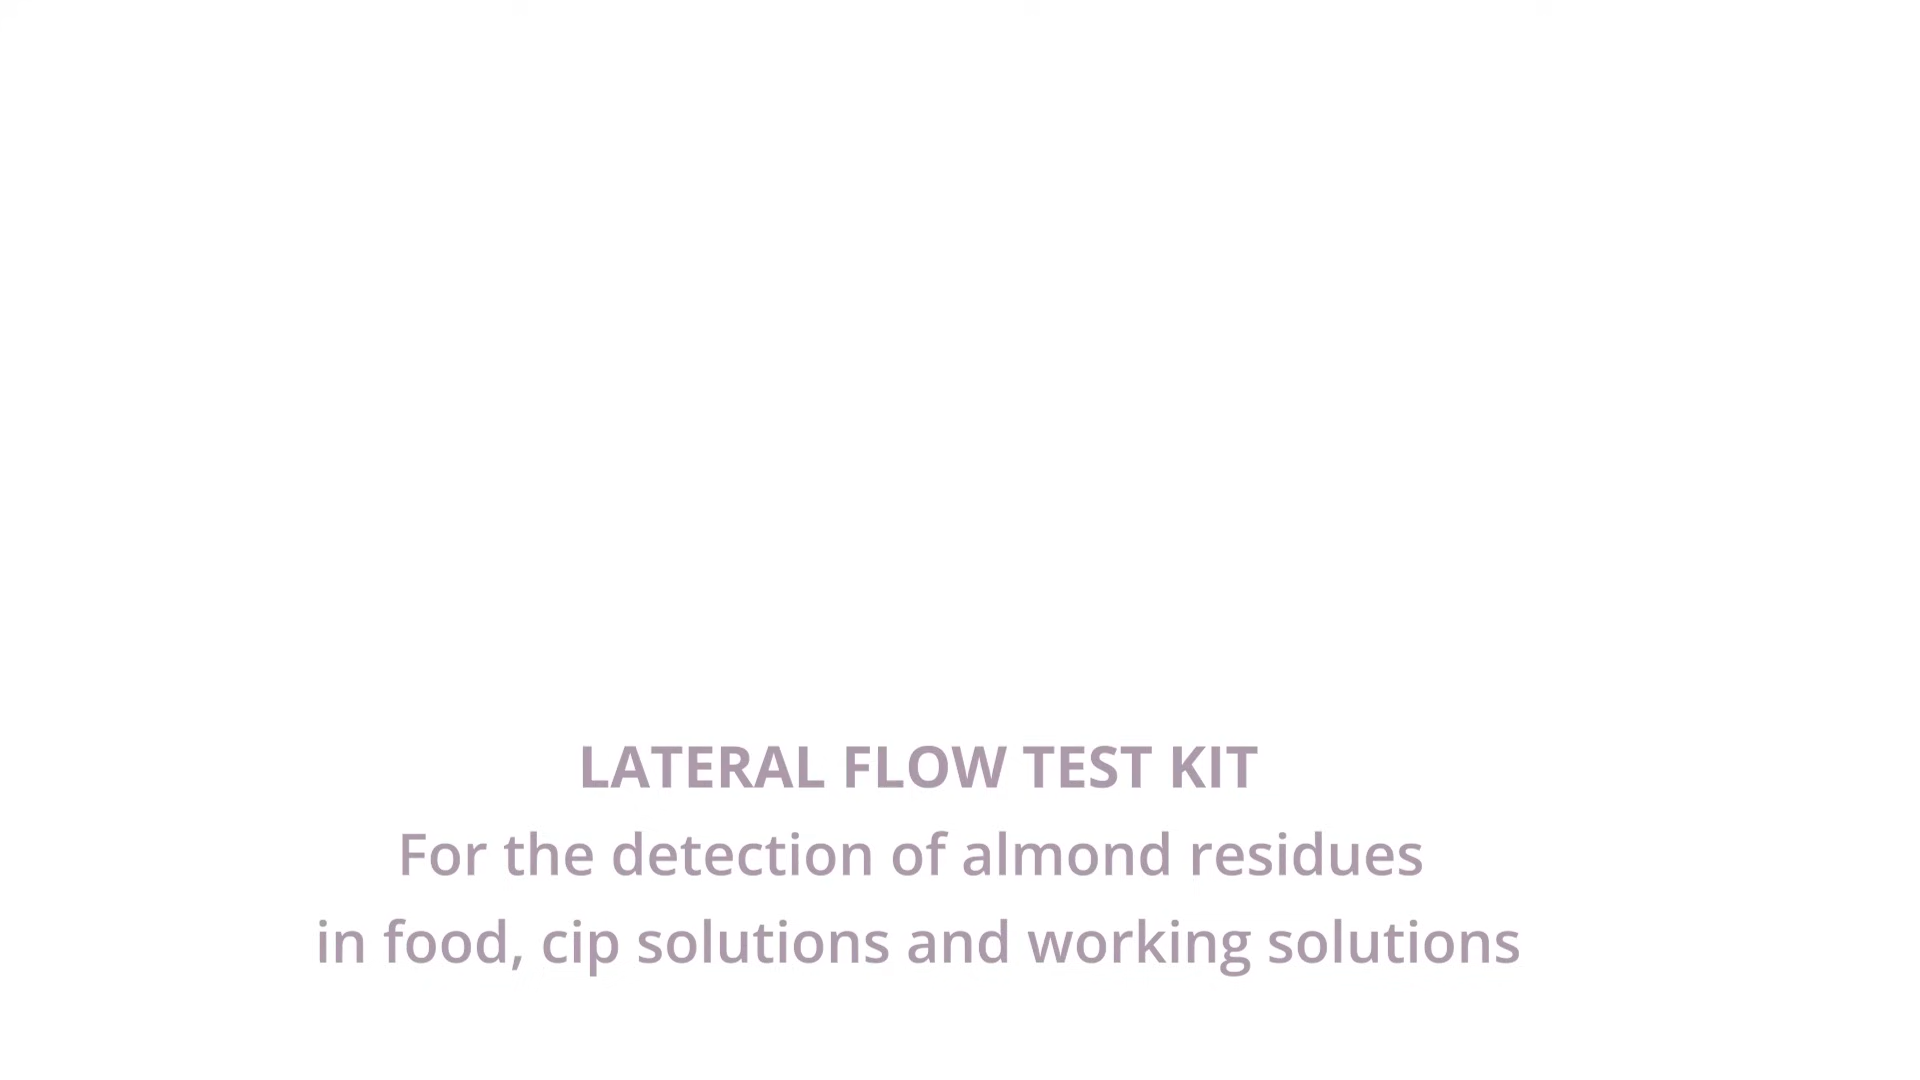 LATERAL FLOW TEST KIT
For the detection of almond residues
in food, cip solutions and working solutions